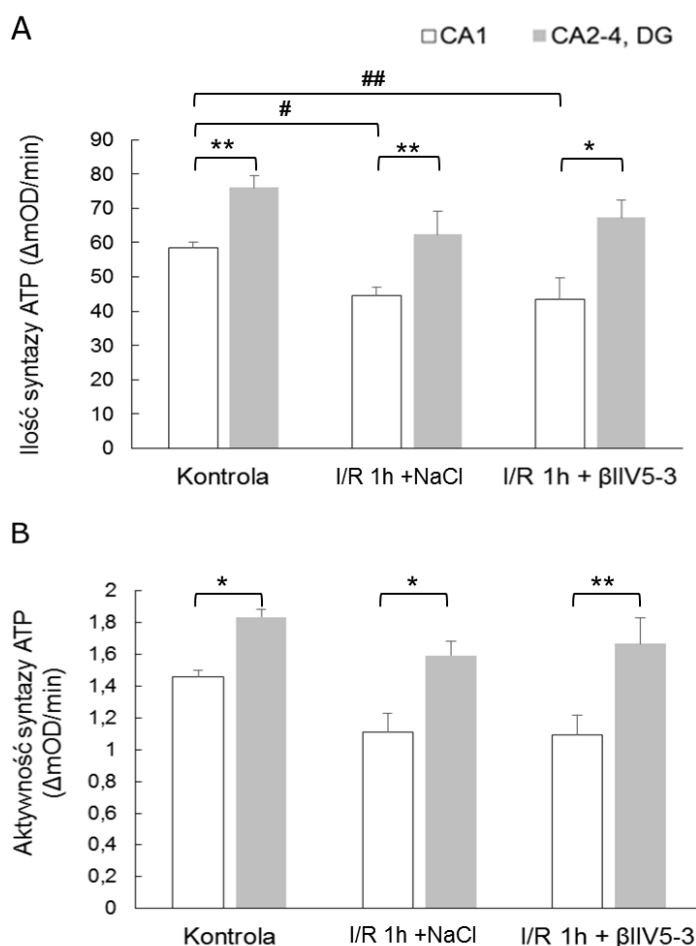 A
CA1 CA2-4, DG
##
#
** ** *
Ilość syntazy ATP (ΔmOD/min)
90
80
70
60
50
40
30
20
10
0
Kontrola I/R 1h +NaCl I/R 1h + βIIV5-3
B
* * **
Aktywność syntazy ATP
(ΔmOD/min)
2
1,8
1,6
1,4
1,2
1
0,8
0,6
0,4
0,2
0
Kontrola I/R 1h +NaCl I/R 1h + βIIV5-3